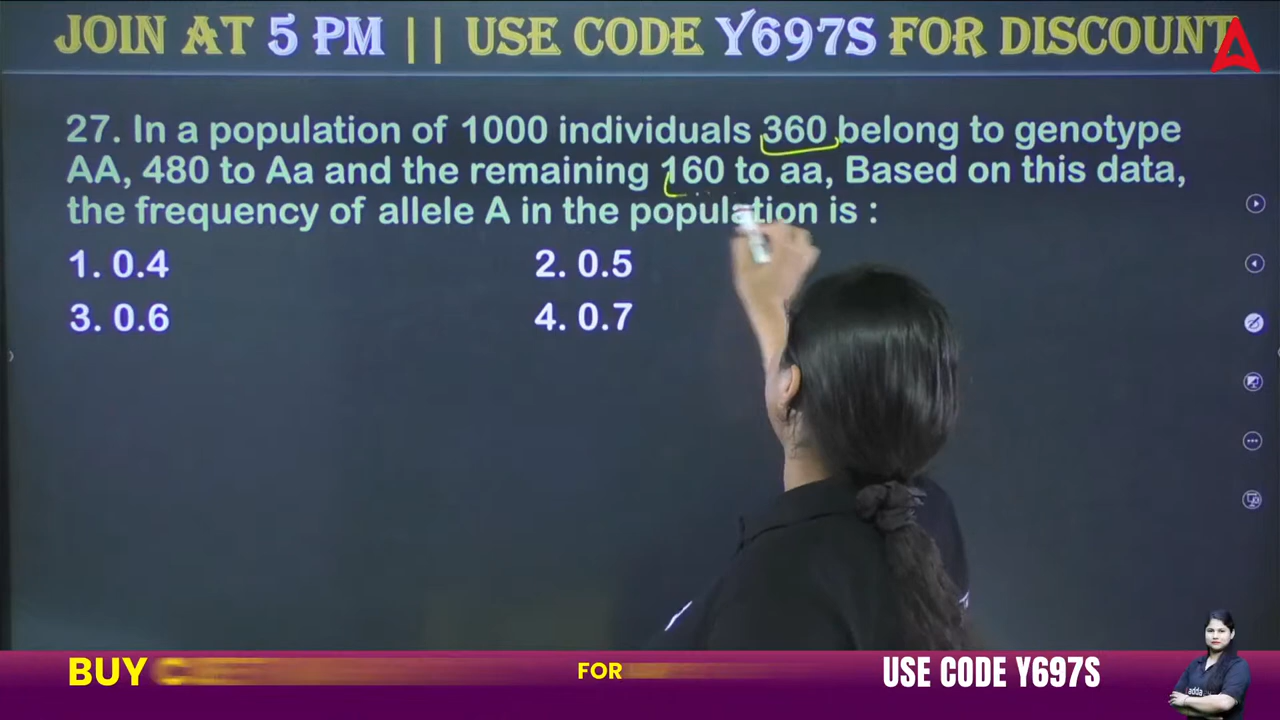 JOIN AT 5 PM || USE CODE Y697S FOR DISCOUNT
27. In a population of 1000 individuals 360 belong to genotype
AA, 480 to Aa and the remaining 160 to aa, Based on this data,
the frequency of allele A in the population is :
1. 0.4 2. 0.5
3. 0.6 4. 0.7
BUY FOR USE CODE Y697S
adda